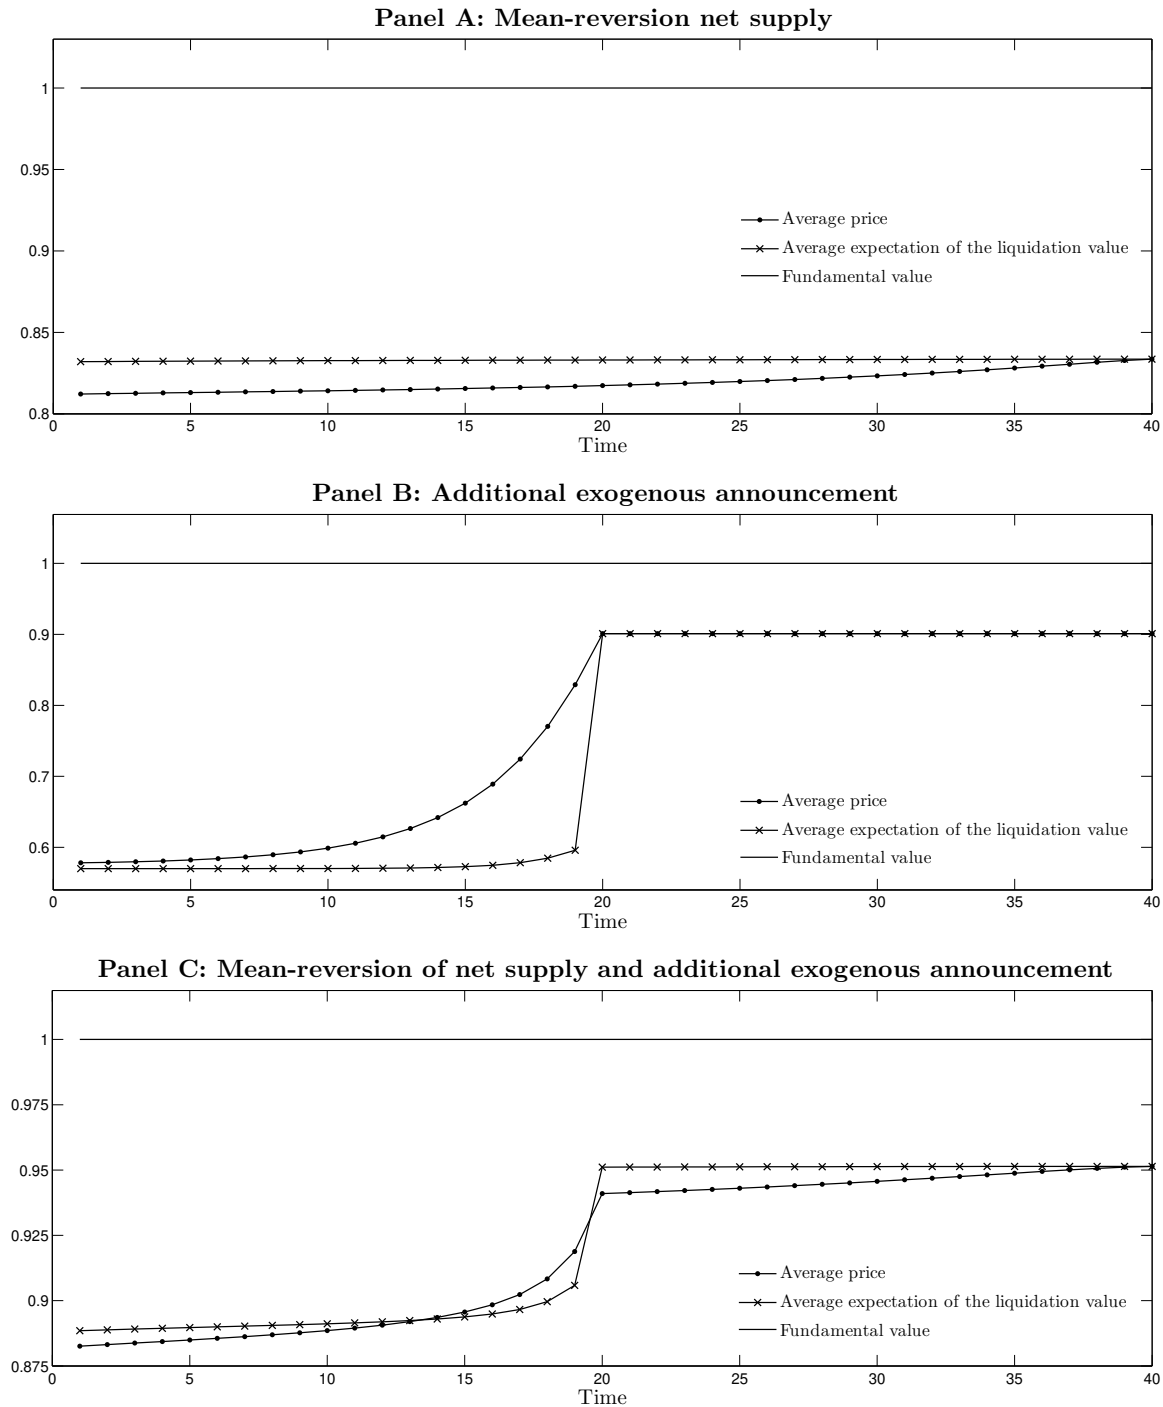 Panel A: Mean-reversion net supply
1
0.95
0.9
0.85
0.8
Average price
Average expectation of the liquidation value
Fundamental value
0 5 10 15 20 25 30 35 40
Time
Panel B: Additional exogenous announcement
1
0.9
0.8
0.7
0.6
Average price
Average expectation of the liquidation value
Fundamental value
0 5 10 15 20 25 30 35 40
Time
Panel C: Mean-reversion of net supply and additional exogenous announcement
1
0.975
0.95
0.925
0.9
0.875
Average price
Average expectation of the liquidation value
Fundamental value
0 5 10 15 20 25 30 35 40
Time